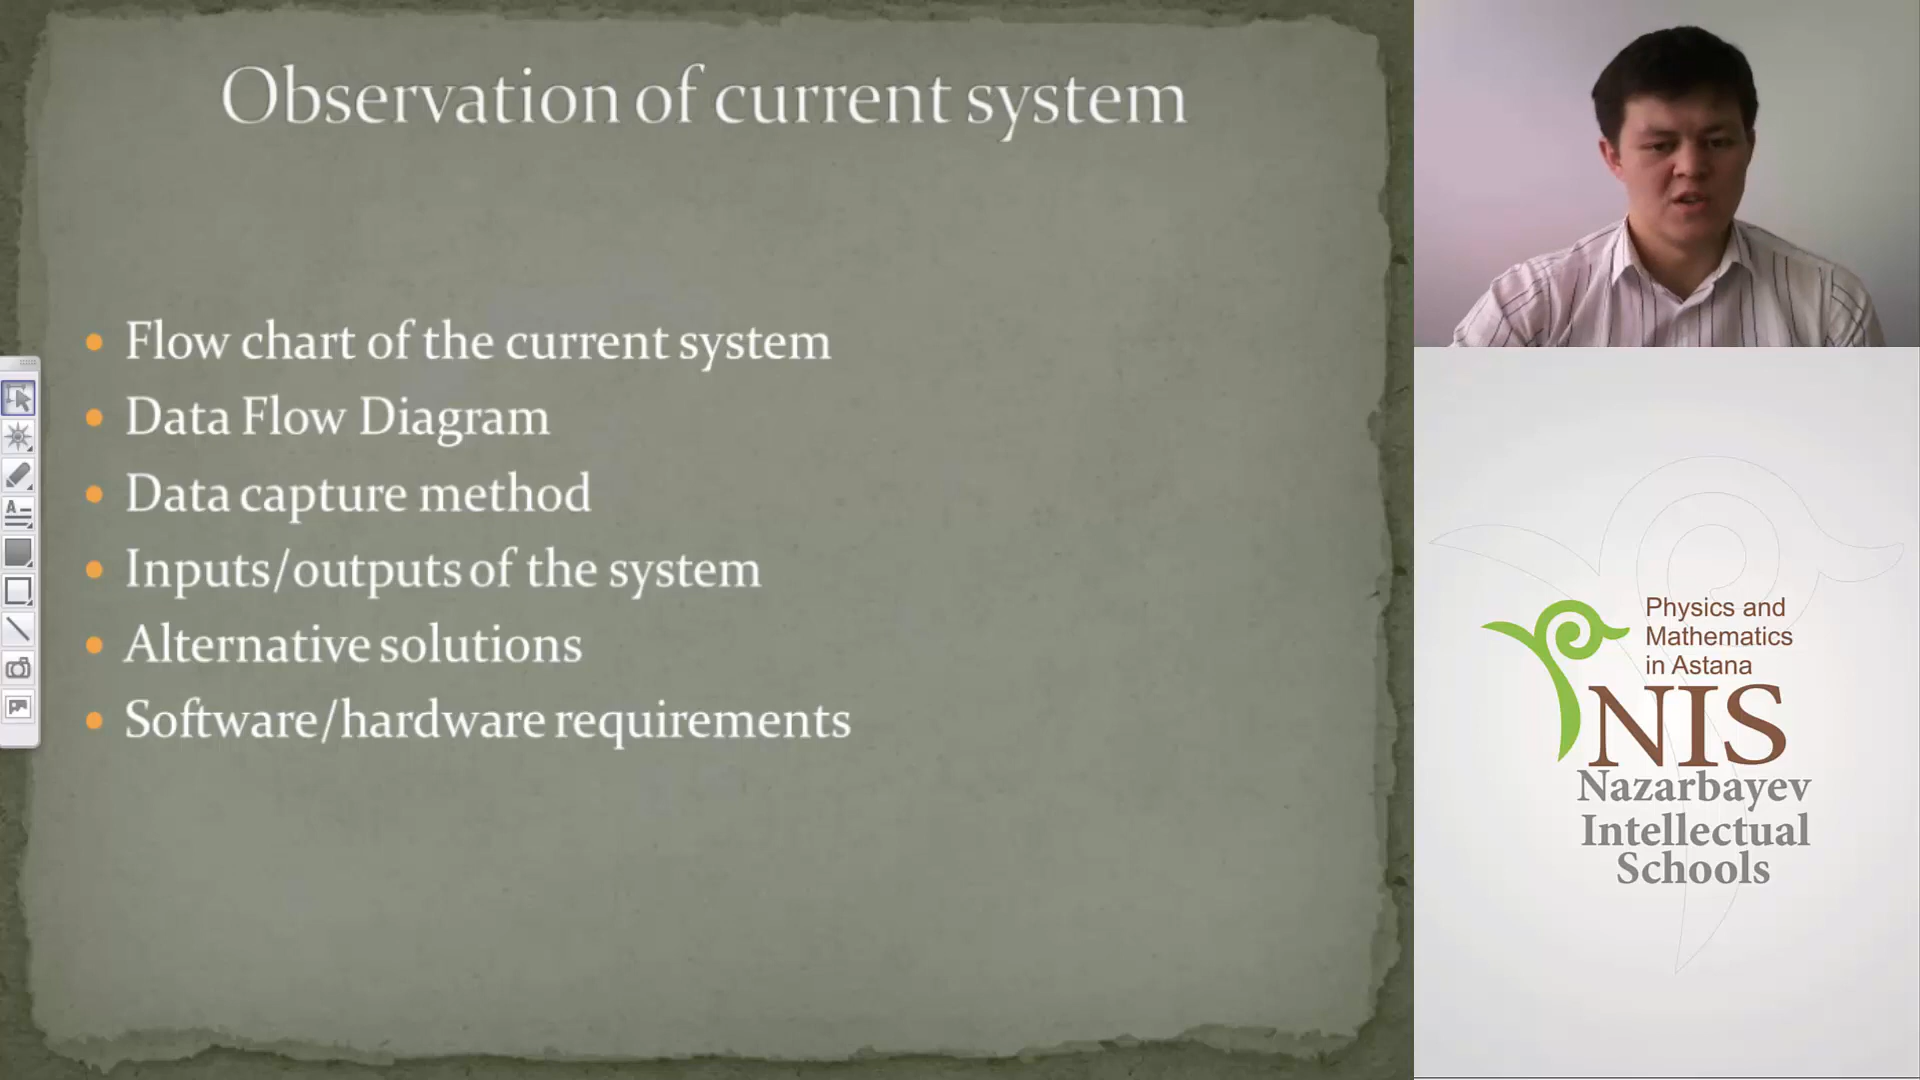 Observation of current system
Flow chart of the current system
Data Flow Diagram
Data capture method
Inputs/outputs of the system
Alternative solutions
Software/hardware requirements
Physics and
Mathematics
in Astana
NIS
Nazarbayev
Intellectual
Schools